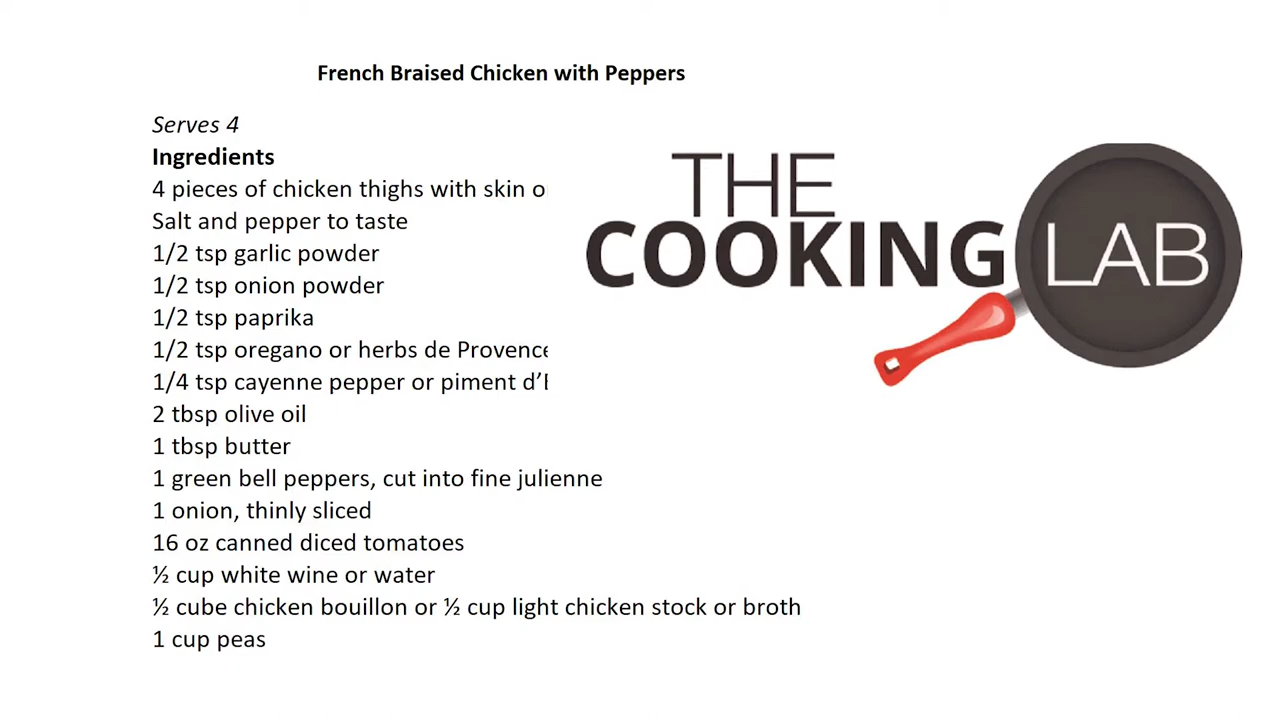 French Braised Chicken with Peppers
Serves 4
Ingredients
4 pieces of chicken thighs with skin
Salt and pepper to taste
1/2 tsp garlic powder
1/2 tsp onion powder
1/2 tsp paprika
1/2 tsp oregano or herbs de Provence
1/4 tsp cayenne pepper or piment
2 tbsp olive oil
1 tbsp butter
1 green bell peppers, cut into fine julienne
1 onion, thinly sliced
16 oz canned diced tomatoes
½ cup white wine or water
½ cube chicken bouillon or ½ cup light chicken stock or broth
1 cup peas
THE
COOKING LAB